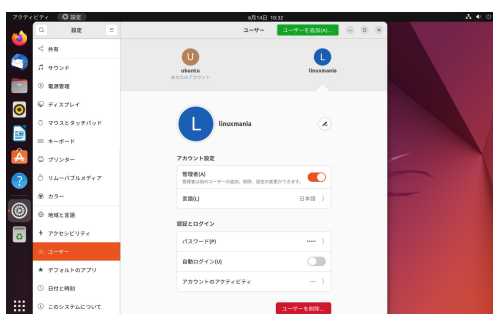 アクティビティ
設定
6月14日 10:32
設定
ユーザー
ユーザーを追加(A)...
共有
サウンド
電源管理
ディスプレイ
マウスとタッチパッド
キーボード
プリンター
リムーバブルメディア
カラー
地域と言語
アクセシビリティ
ユーザー
デフォルトのアプリ
日付と時刻
このシステムについて
U
ubuntu
あなたのアカウント
L
linuxmania
L
linuxmania
アカウント設定
管理者(A)
管理者は他のユーザーの追加、削除、設定の変更ができます。
言語(L)
日本語
認証とログイン
パスワード(P)
•••••
自動ログイン(U)
アカウントのアクティビティ
—
ユーザーを削除...